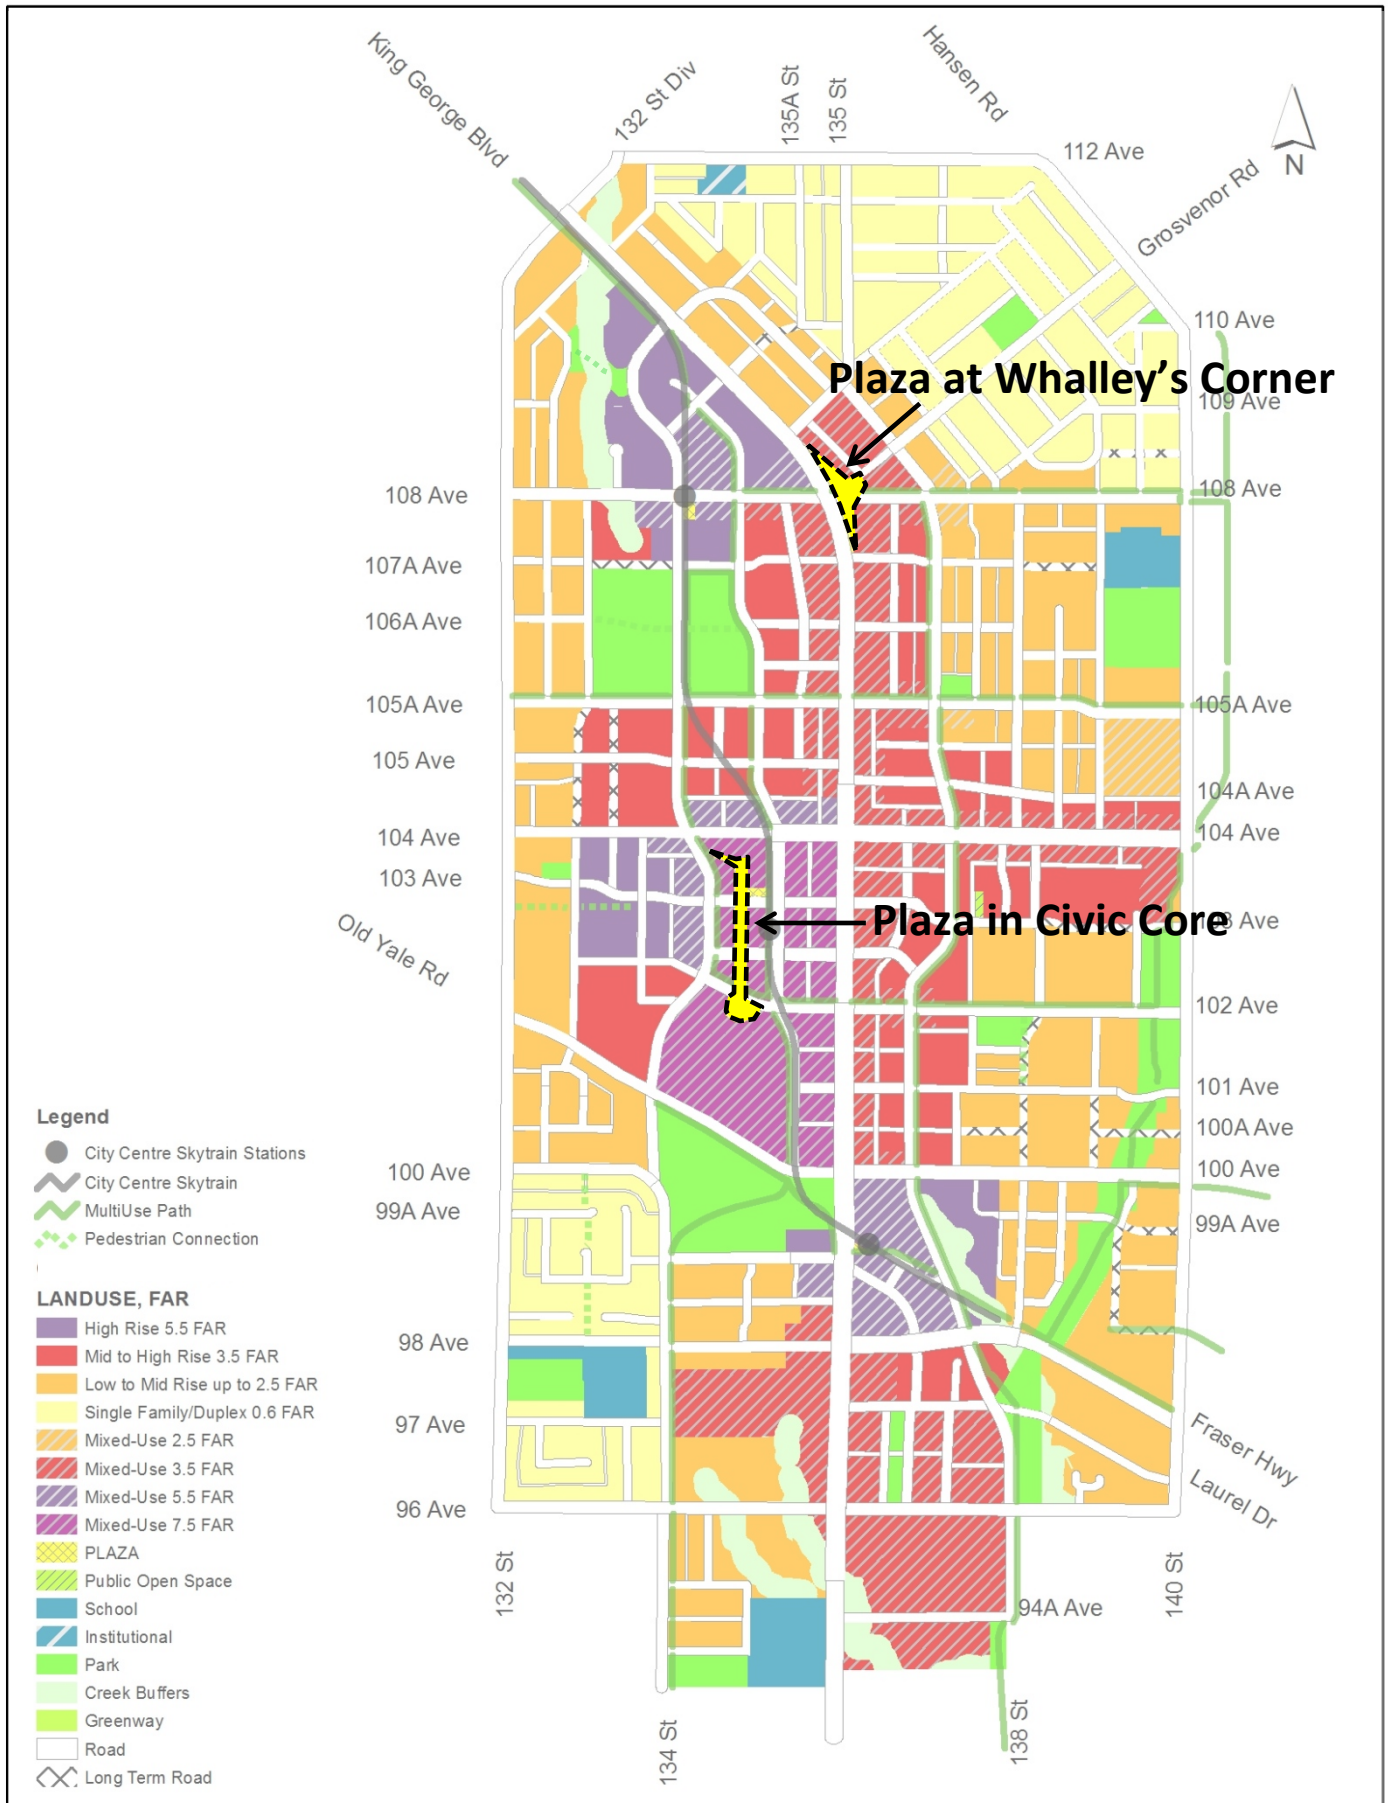 King George Blvd
132 St Div
135A St
135 St
Hansen Rd
112 Ave
Grosvenor Rd
N
110 Ave
Plaza at Whalley’s Corner
109 Ave
108 Ave
108 Ave
107A Ave
106A Ave
105A Ave
105A Ave
105 Ave
104A Ave
104 Ave
104 Ave
103 Ave
Plaza in Civic Core
Ave
Old Yale Rd
102 Ave
101 Ave
100A Ave
100 Ave
100 Ave
99A Ave
99A Ave
98 Ave
97 Ave
96 Ave
Fraser Hwy
Laurel Dr
132 St
140 St
94A Ave
134 St
138 St
Legend
City Centre Skytrain Stations
City Centre Skytrain
MultiUse Path
Pedestrian Connection
LANDUSE, FAR
High Rise 5.5 FAR
Mid to High Rise 3.5 FAR
Low to Mid Rise up to 2.5 FAR
Single Family/Duplex 0.6 FAR
Mixed-Use 2.5 FAR
Mixed-Use 3.5 FAR
Mixed-Use 5.5 FAR
Mixed-Use 7.5 FAR
PLAZA
Public Open Space
School
Institutional
Park
Creek Buffers
Greenway
Road
Long Term Road